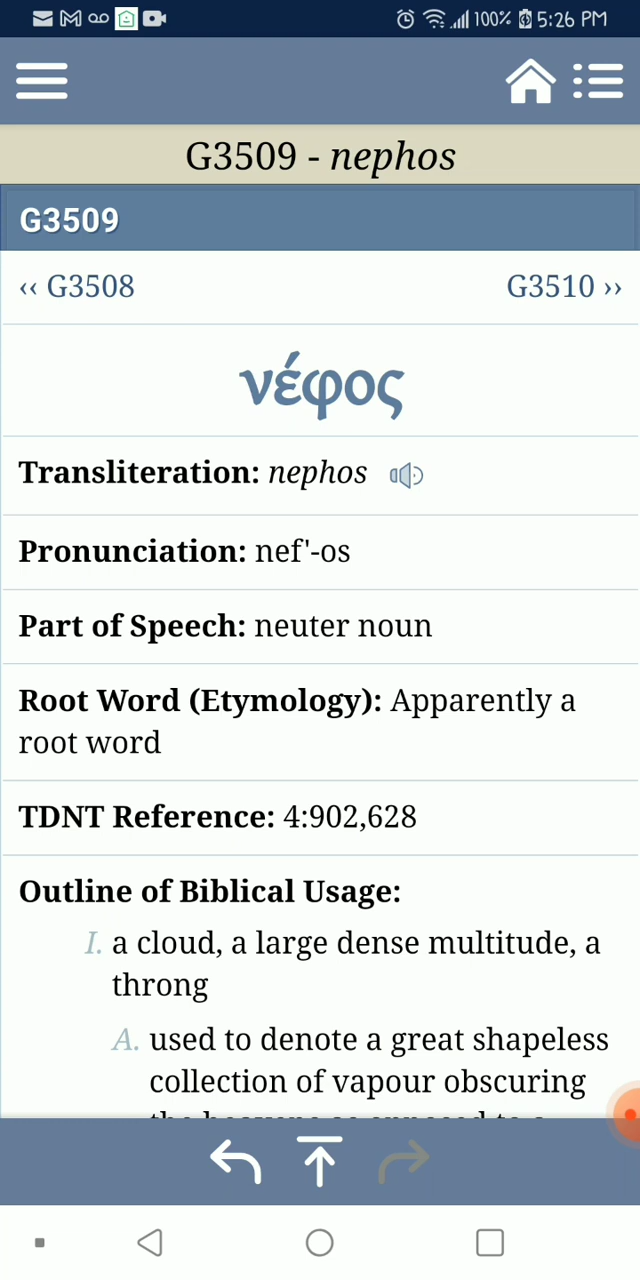 100% 5:26 PM
G3509 - nephos
G3509
‹‹ G3508
G3510 ››
νέφος
Transliteration: nephos
Pronunciation: nef'-os
Part of Speech: neuter noun
Root Word (Etymology): Apparently a
root word
TDNT Reference: 4:902,628
Outline of Biblical Usage:
I. a cloud, a large dense multitude, a
throng
A. used to denote a great shapeless
collection of vapour obscuring